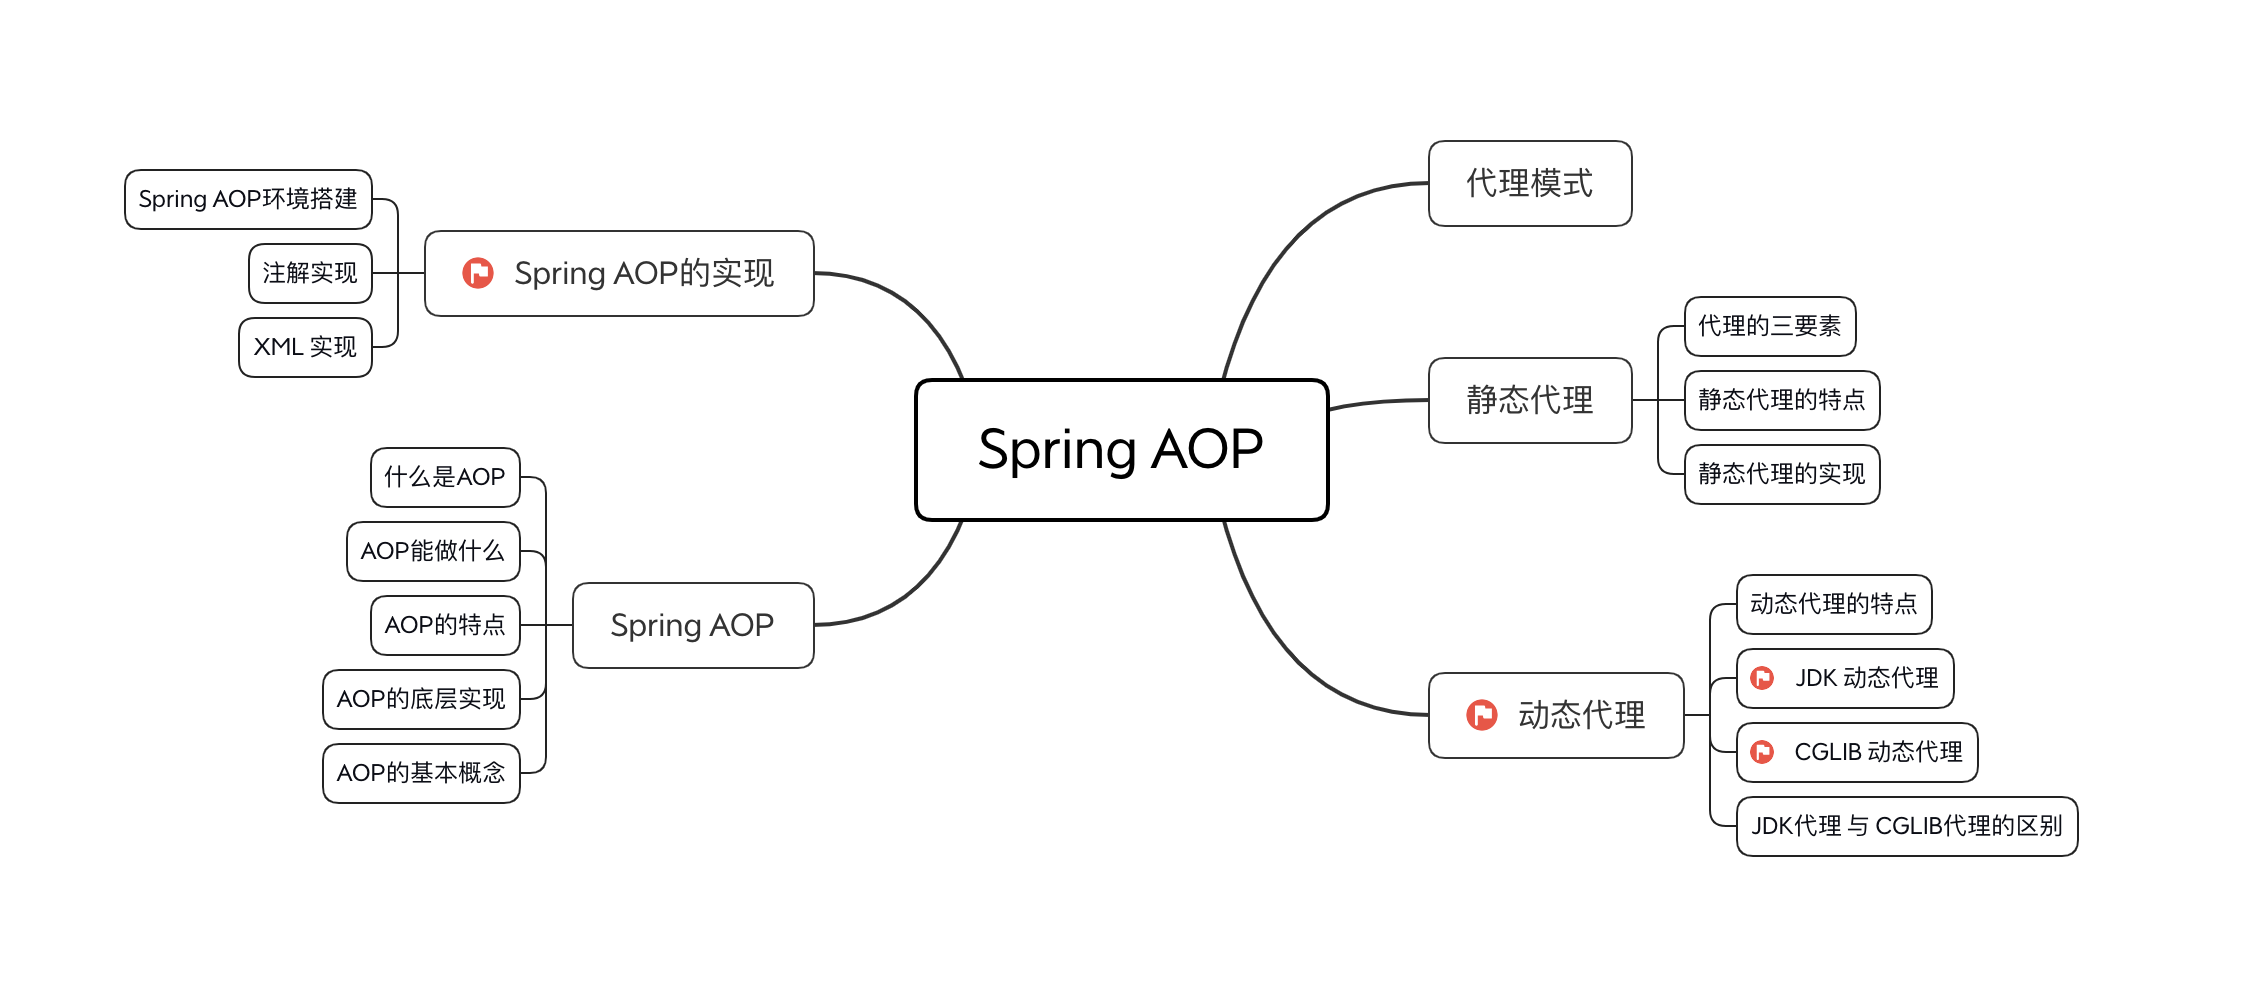 Spring AOP
代理模式
静态代理
代理的三要素
静态代理的特点
静态代理的实现
动态代理
动态代理的特点
JDK 动态代理
CGLIB 动态代理
JDK代理 与 CGLIB代理的区别
Spring AOP
什么是AOP
AOP能做什么
AOP的特点
AOP的底层实现
AOP的基本概念
Spring AOP的实现
Spring AOP环境搭建
注解实现
XML 实现